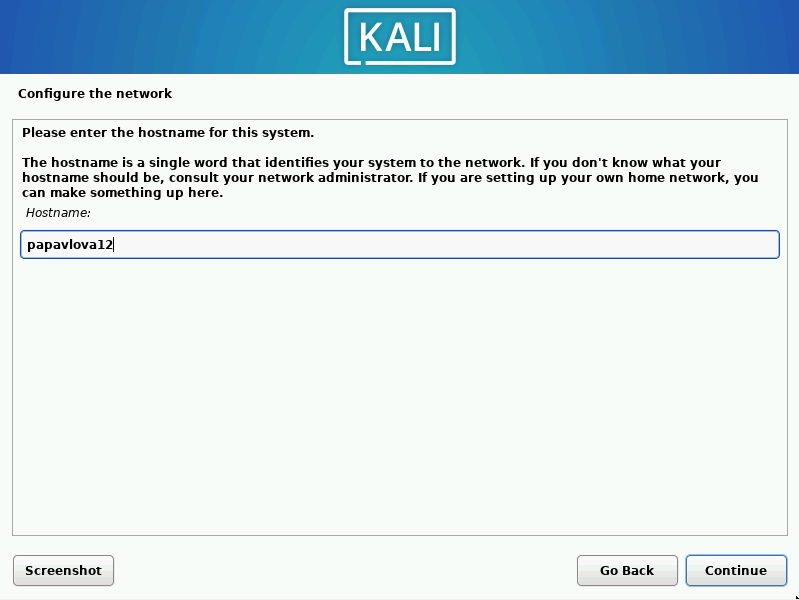 KALI
Configure the network
Please enter the hostname for this system.
The hostname is a single word that identifies your system to the network. If you don't know what your
hostname should be, consult your network administrator. If you are setting up your own home network, you
can make something up here.
Hostname:
papavlova12
Screenshot
Go Back
Continue